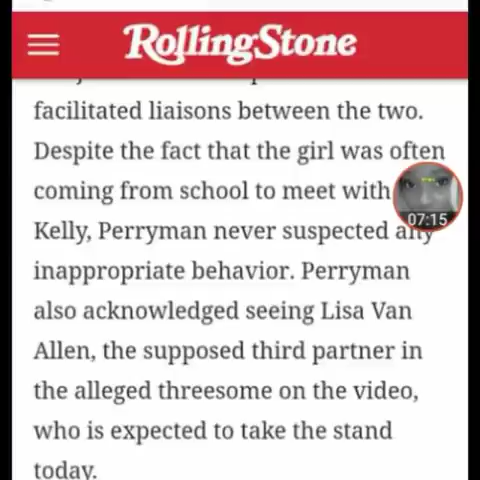 RollingStone
facilitated liaisons between the two.
Despite the fact that the girl was often
coming from school to meet with
07:15
Kelly, Perryman never suspected any
inappropriate behavior. Perryman
also acknowledged seeing Lisa Van
Allen, the supposed third partner in
the alleged threesome on the video,
who is expected to take the stand
today.